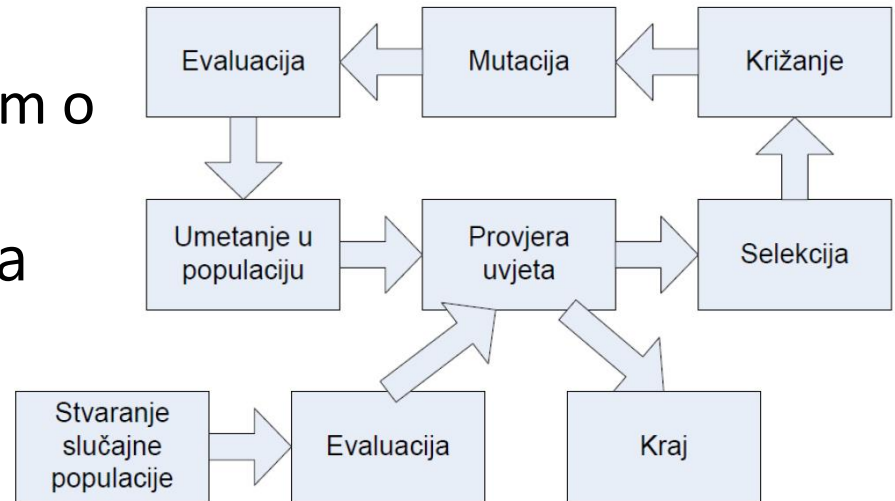 Evaluacija
Mutacija
Križanje
m o
Umetanje u
populaciju
Provjera
uvjeta
Selekcija
a
Stvaranje
slučajne
populacije
Evaluacija
Kraj